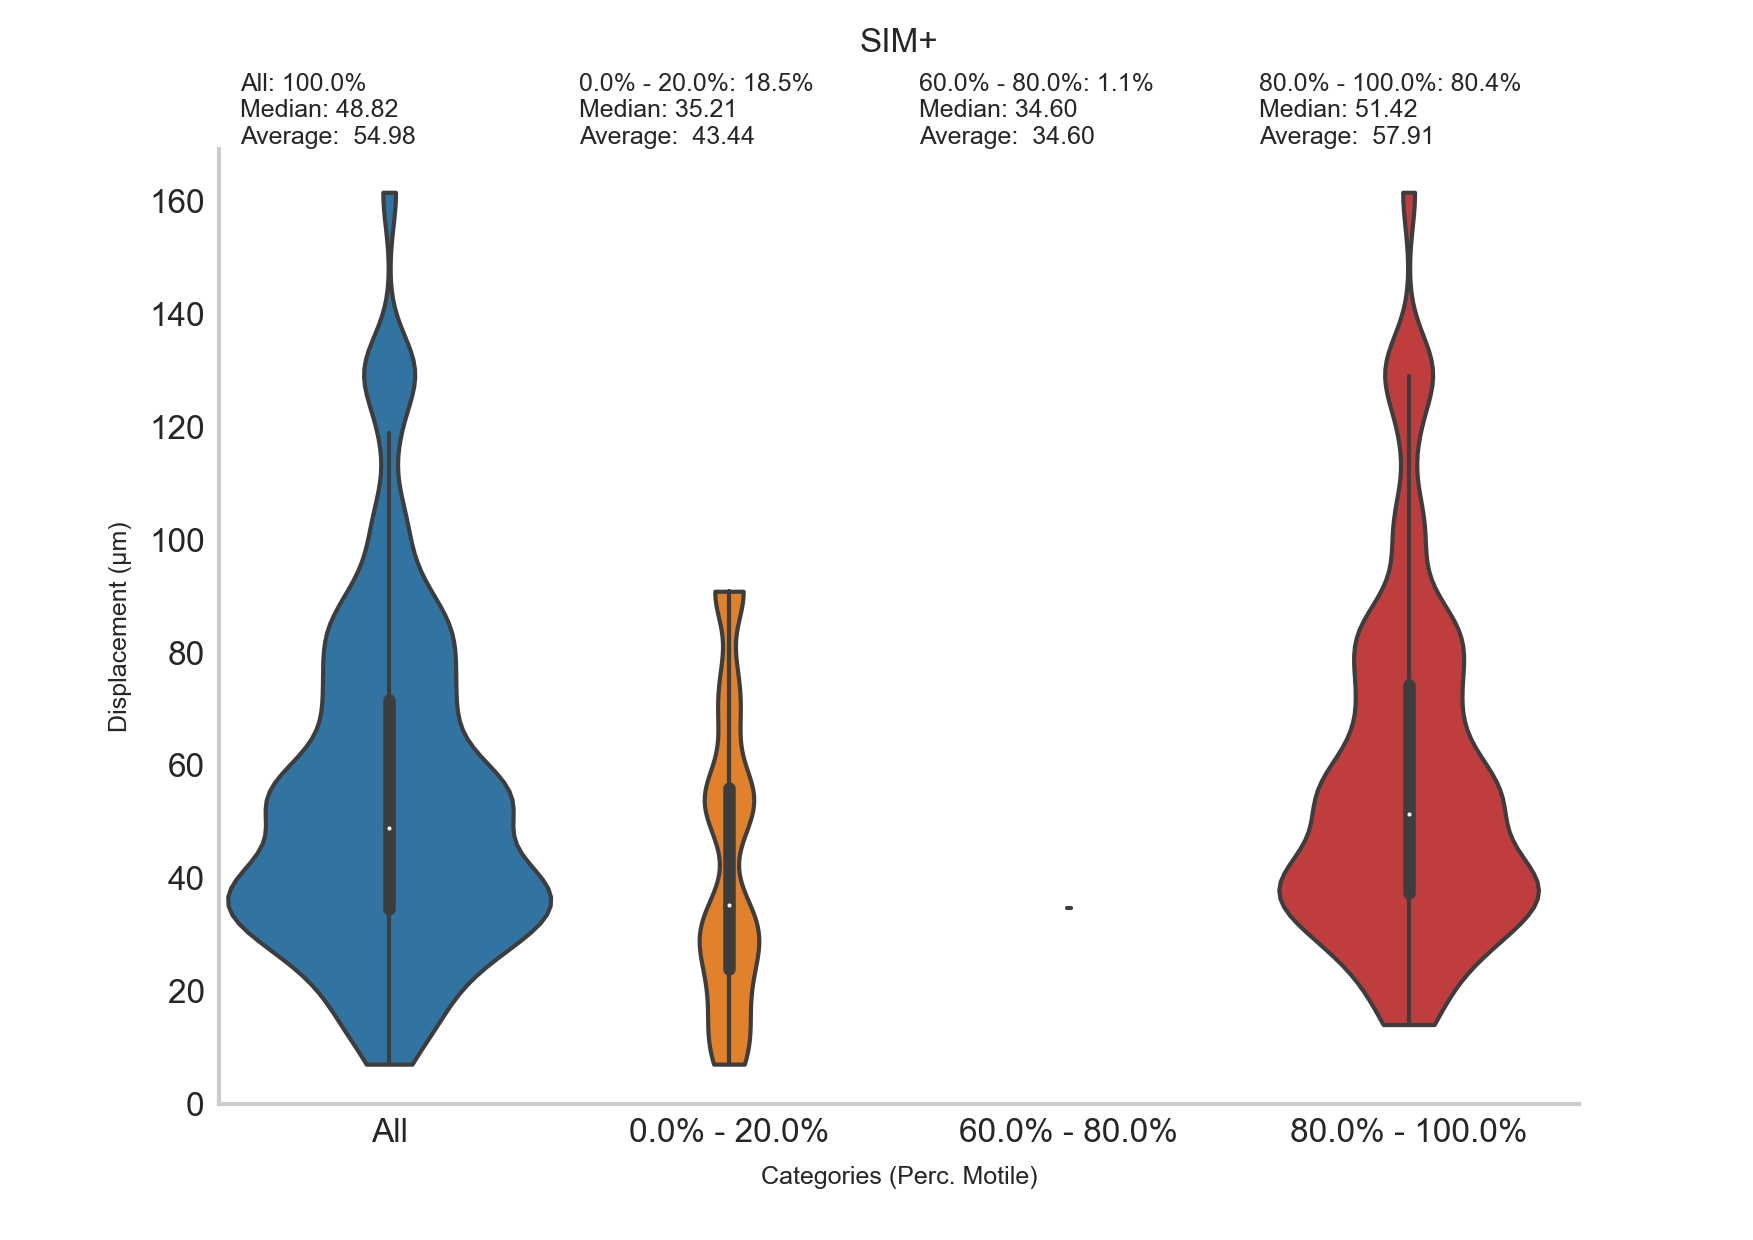 SIM+
All: 100.0%
Median: 48.82
Average:  54.98
0.0% - 20.0%: 18.5%
Median: 35.21
Average:  43.44
60.0% - 80.0%: 1.1%
Median: 34.60
Average:  34.60
80.0% - 100.0%: 80.4%
Median: 51.42
Average:  57.91
160
140
120
100
80
60
40
20
0
Displacement (µm)
All
0.0% - 20.0%
60.0% - 80.0%
80.0% - 100.0%
Categories (Perc. Motile)